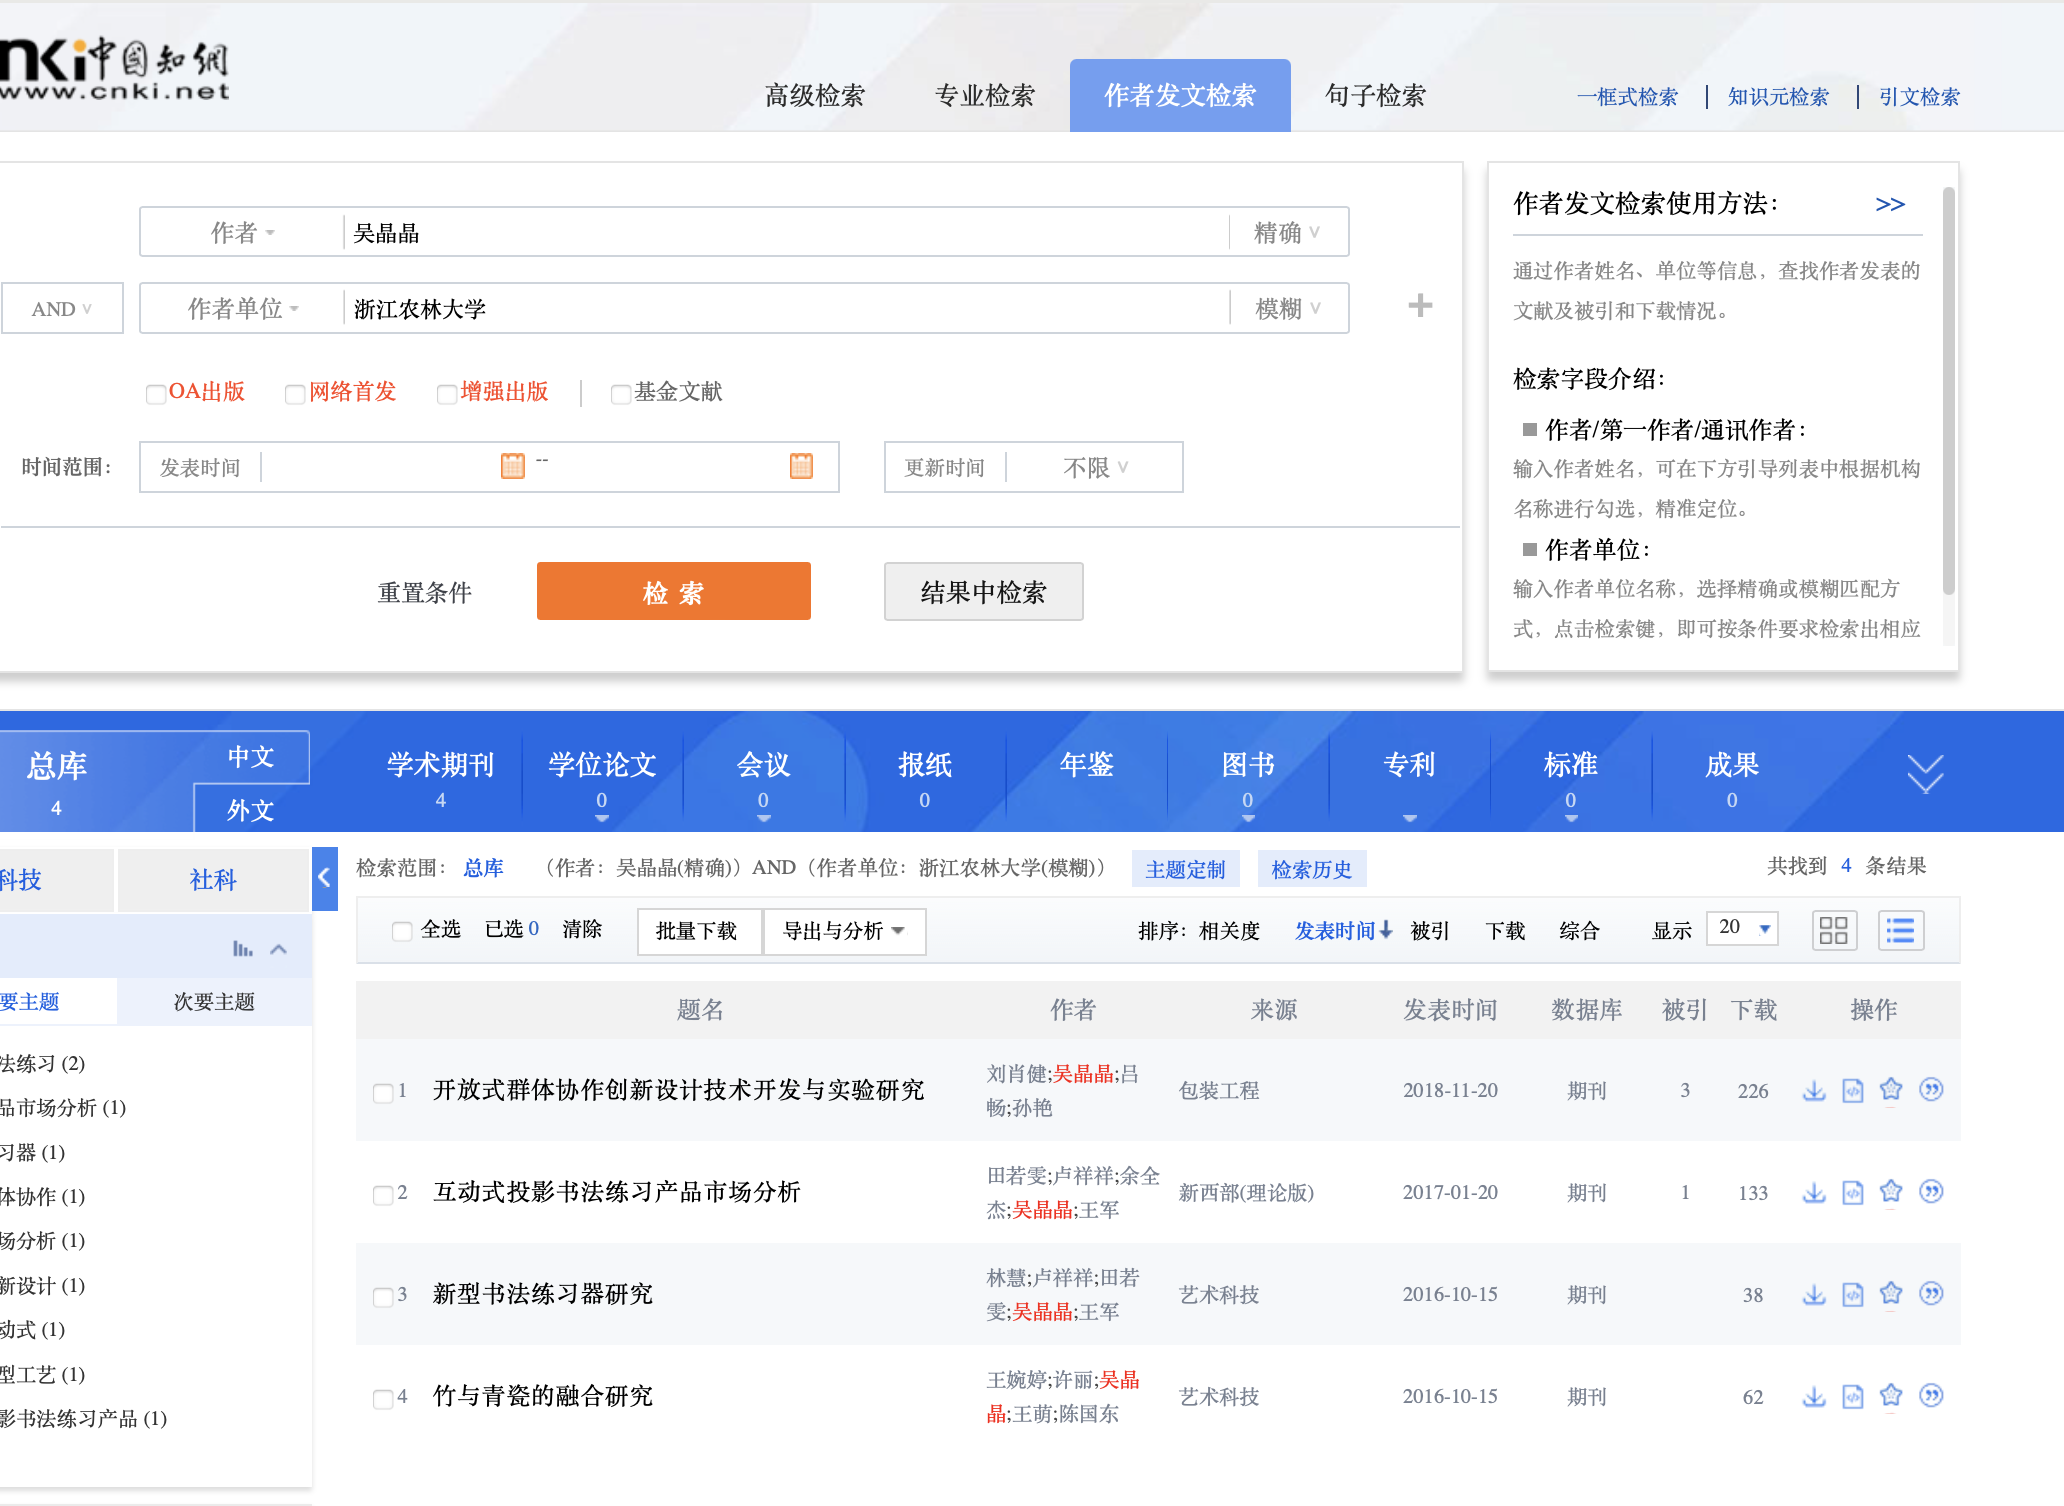 nki中国知網
www.cnki.net
高级检索 专业检索 作者发文检索 句子检索 一框式检索 | 知识元检索 | 引文检索
作者 吴晶晶 精确
AND 作者单位 浙江农林大学 模糊 +
OA出版 网络首发 增强出版 | 基金文献
时间范围： 发表时间 -- 更新时间 不限
重置条件 检 索 结果中检索
作者发文检索使用方法： >>
通过作者姓名、单位等信息，查找作者发表的
文献及被引和下载情况。
检索字段介绍：
作者/第一作者/通讯作者：
输入作者姓名，可在下方引导列表中根据机构
名称进行勾选，精准定位。
作者单位：
输入作者单位名称，选择精确或模糊匹配方
式，点击检索键，即可按条件要求检索出相应
总库 中文 学术期刊 学位论文 会议 报纸 年鉴 图书 专利 标准 成果
4 外文 4 0 0 0 0 0 0
科技 社科
检索范围： 总库 （作者：吴晶晶(精确)）AND（作者单位：浙江农林大学(模糊)） 主题定制 检索历史 共找到 4 条结果
全选 已选 0 清除 批量下载 导出与分析 排序： 相关度 发表时间↓ 被引 下载 综合 显示 20
要主题 次要主题
法练习 (2)
品市场分析 (1)
习器 (1)
体协作 (1)
场分析 (1)
新设计 (1)
动式 (1)
型工艺 (1)
影书法练习产品 (1)
题名 作者 来源 发表时间 数据库 被引 下载 操作
1 开放式群体协作创新设计技术开发与实验研究 刘肖健;吴晶晶;吕 包装工程 2018-11-20 期刊 3 226
畅;孙艳
2 互动式投影书法练习产品市场分析 田若雯;卢祥祥;余全 新西部(理论版) 2017-01-20 期刊 1 133
杰;吴晶晶;王军
3 新型书法练习器研究 林慧;卢祥祥;田若 艺术科技 2016-10-15 期刊 38
雯;吴晶晶;王军
4 竹与青瓷的融合研究 王婉婷;许丽;吴晶 艺术科技 2016-10-15 期刊 62
晶;王萌;陈国东